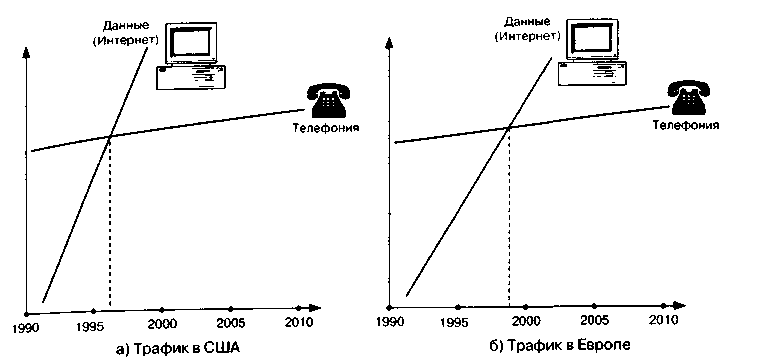 Данные
(Интернет)
Телефония
1990 1995 2000 2005 2010
а) Трафик в США
Данные
(Интернет)
Телефония
1990 1995 2000 2005 2010
б) Трафик в Европе